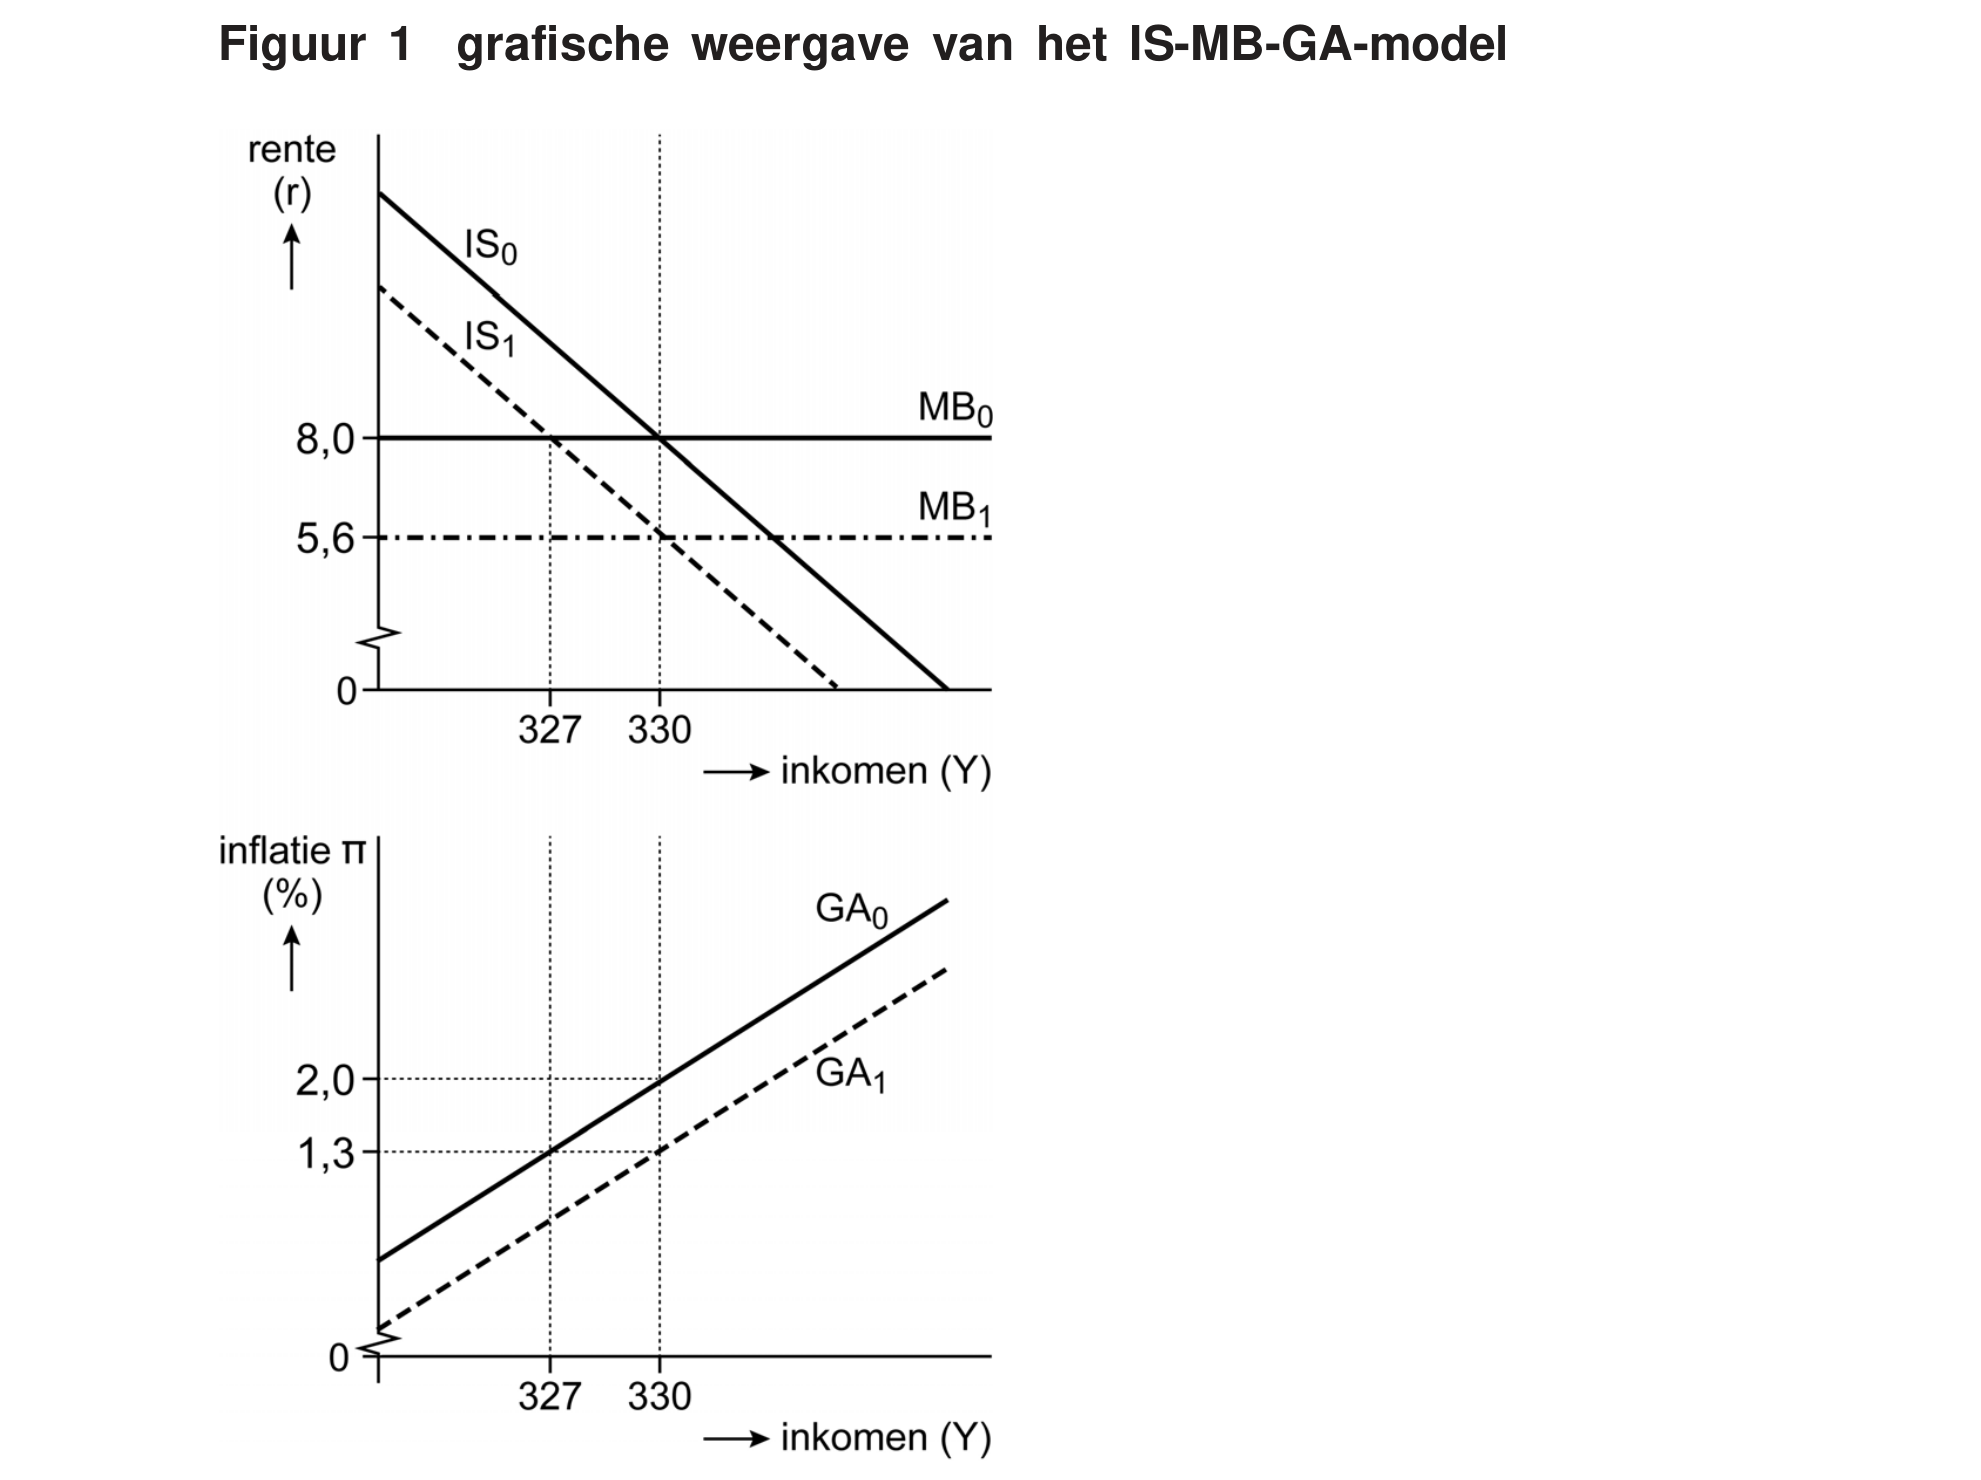 Figuur 1 grafische weergave van het IS-MB-GA-model
rente
(r)
IS0
IS1
MB0
8,0
MB1
5,6
0
327 330
inkomen (Y)
inflatie π
(%)
GA0
2,0
GA1
1,3
0
327 330
inkomen (Y)